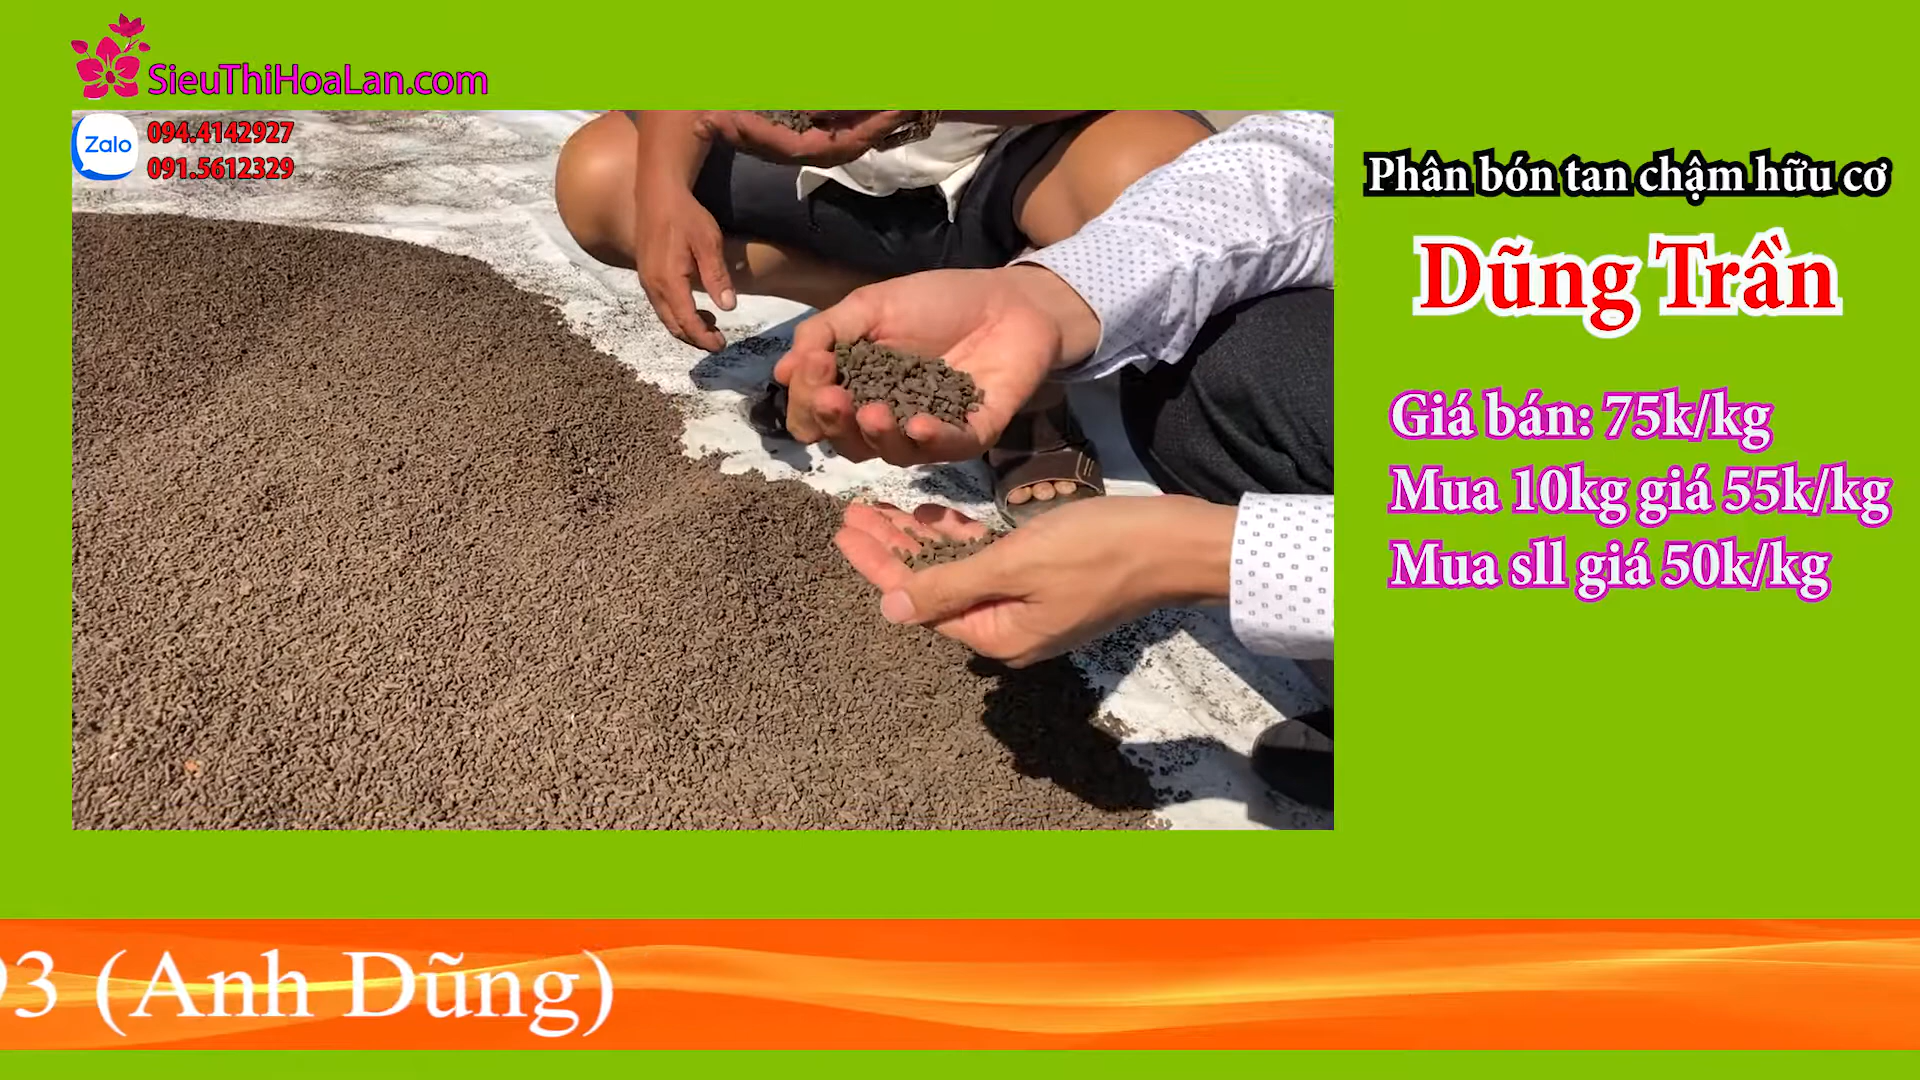 SieuThiHoaLan.com
Zalo
094.4142927
091.5612329
Phân bón tan chậm hữu cơ
Dũng Trần
Giá bán: 75k/kg
Mua 10kg giá 55k/kg
Mua sll giá 50k/kg
3 (Anh Dũng)